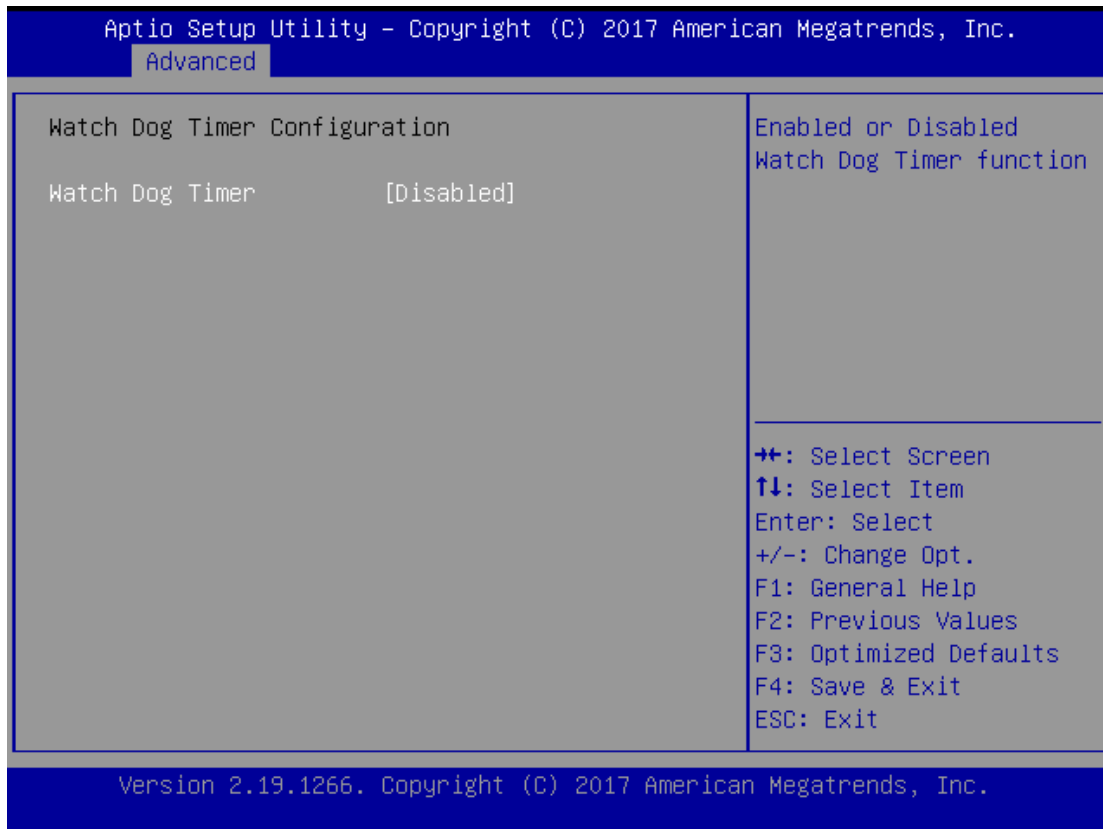 Aptio Setup Utility – Copyright (C) 2017 American Megatrends, Inc.
Advanced
Watch Dog Timer Configuration
Watch Dog Timer [Disabled]
Enabled or Disabled
Watch Dog Timer function
→←: Select Screen
↑↓: Select Item
Enter: Select
+/-: Change Opt.
F1: General Help
F2: Previous Values
F3: Optimized Defaults
F4: Save & Exit
ESC: Exit
Version 2.19.1266. Copyright (C) 2017 American Megatrends, Inc.